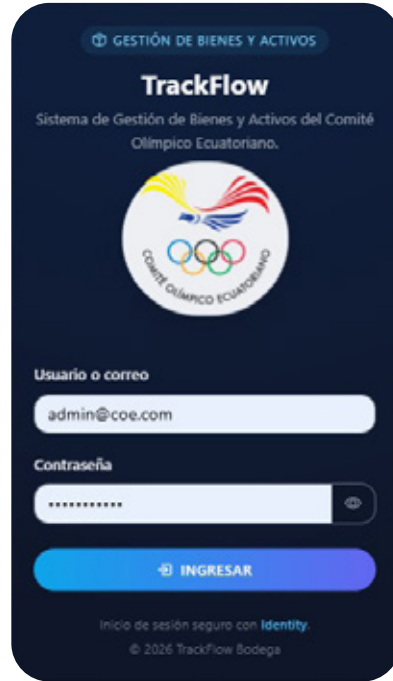 GESTIÓN DE BIENES Y ACTIVOS
TrackFlow
Sistema de Gestión de Bienes y Activos del Comité
Olímpico Ecuatoriano.
COMITÉ OLÍMPICO ECUATORIANO
Usuario o correo
admin@coe.com
Contraseña
•••••••••••
INGRESAR
Inicio de sesión seguro con Identity.
© 2026 TrackFlow Bodega